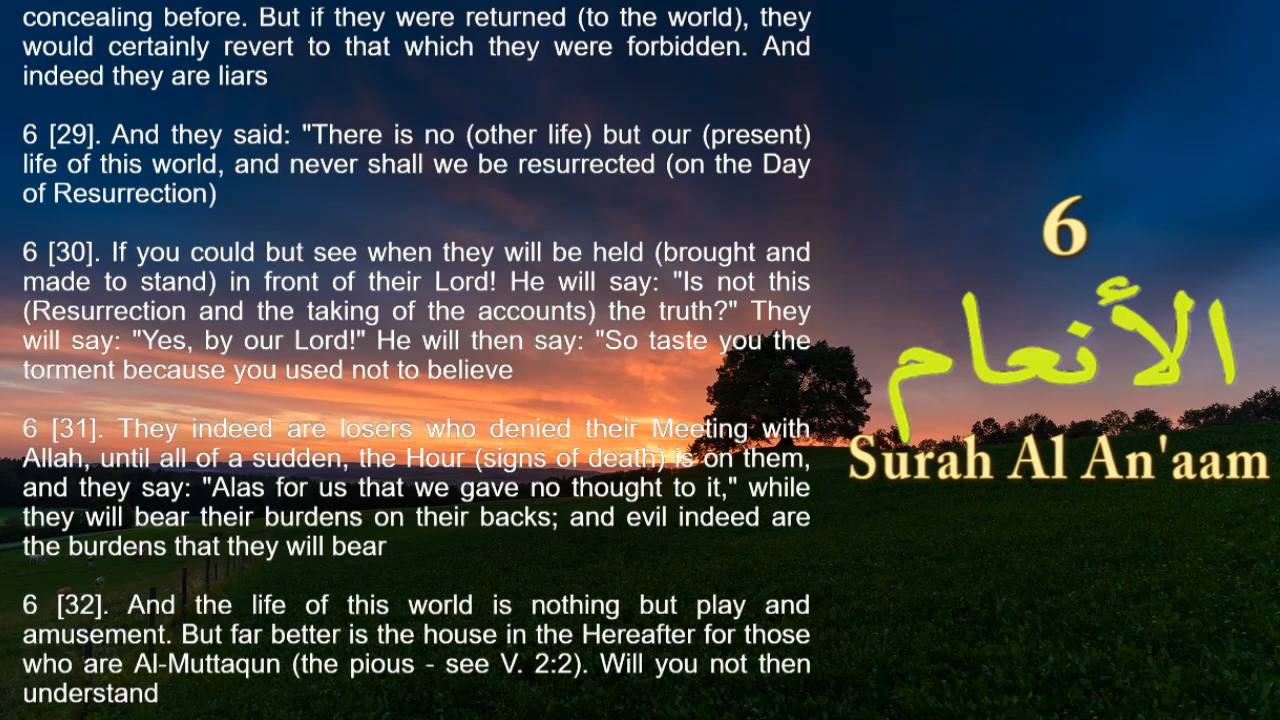 concealing before. But if they were returned (to the world), they
would certainly revert to that which they were forbidden. And
indeed they are liars
6 [29]. And they said: "There is no (other life) but our (present)
life of this world, and never shall we be resurrected (on the Day
of Resurrection)
6 [30]. If you could but see when they will be held (brought and
made to stand) in front of their Lord! He will say: "Is not this
(Resurrection and the taking of the accounts) the truth?" They
will say: "Yes, by our Lord!" He will then say: "So taste you the
torment because you used not to believe
6 [31]. They indeed are losers who denied their Meeting with
Allah, until all of a sudden, the Hour (signs of death) is on them,
and they say: "Alas for us that we gave no thought to it," while
they will bear their burdens on their backs; and evil indeed are
the burdens that they will bear
6 [32]. And the life of this world is nothing but play and
amusement. But far better is the house in the Hereafter for those
who are Al-Muttaqun (the pious - see V. 2:2). Will you not then
understand
6
الأنعام
Surah Al An'aam